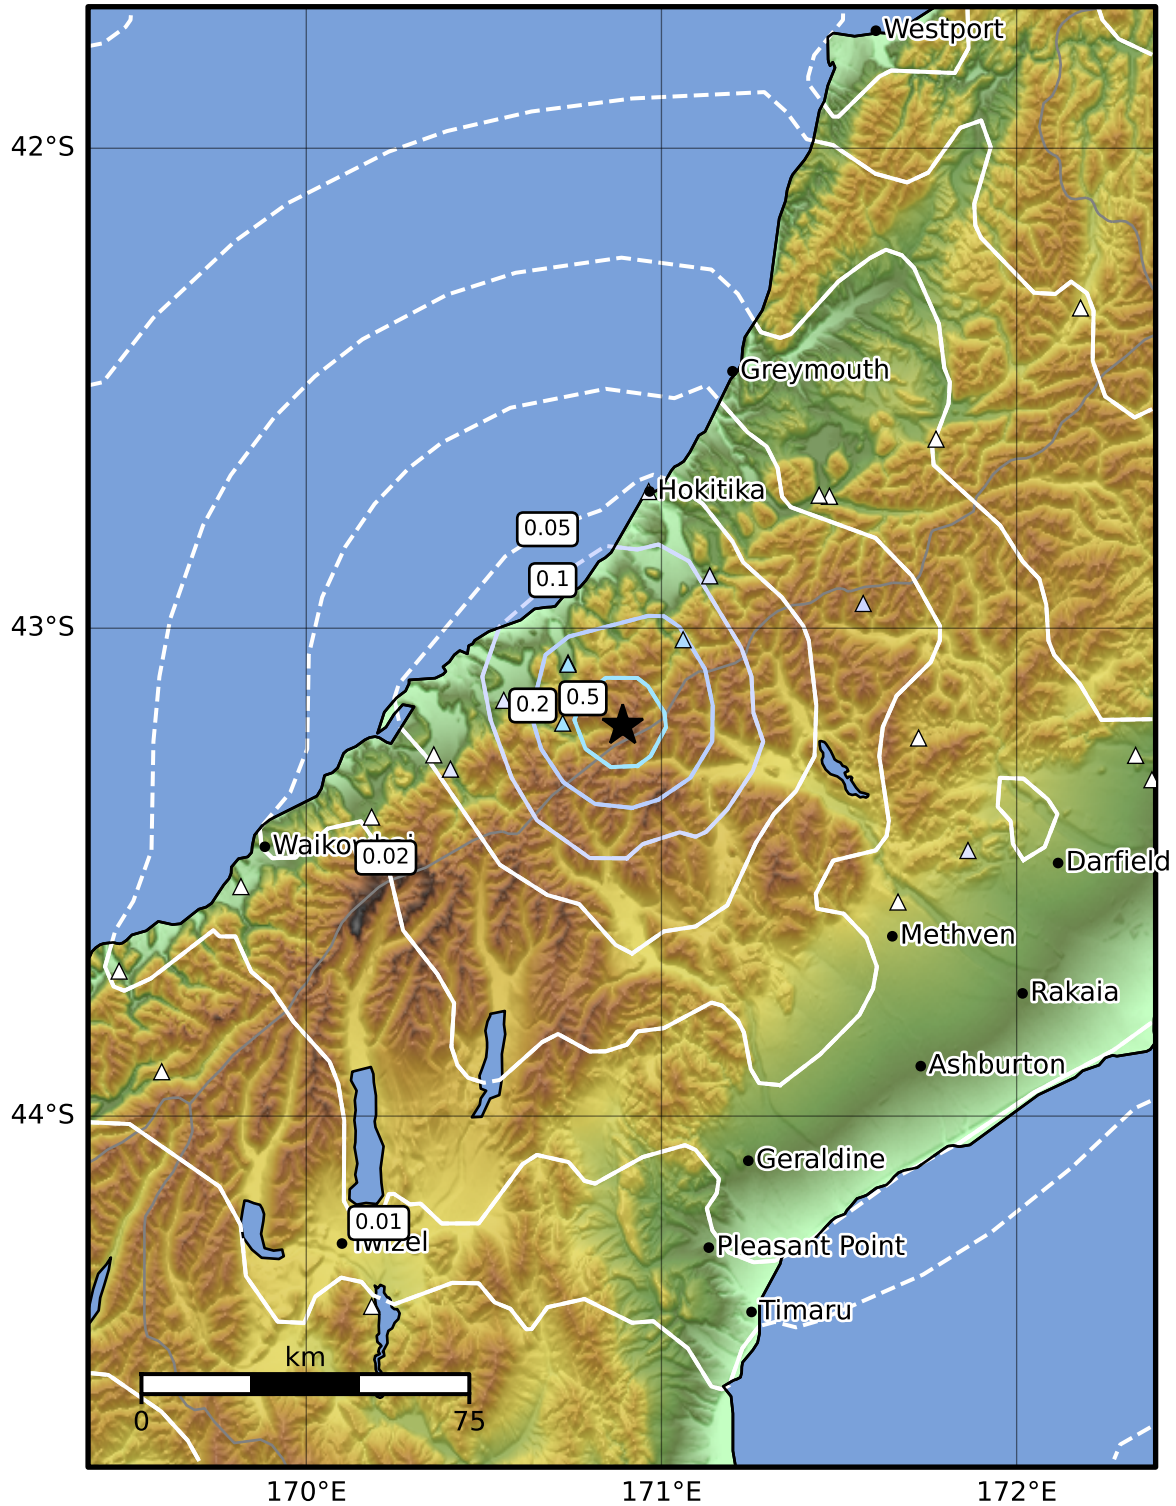 Westport
42°S
Greymouth
Hokitika
0.05
0.1
43°S
0.5
0.2
Waikoukai
0.02
Darfield
Methven
Rakaia
Ashburton
44°S
Geraldine
0.01
Twizel
Pleasant Point
Timaru
km
0
75
170°E
171°E
172°E